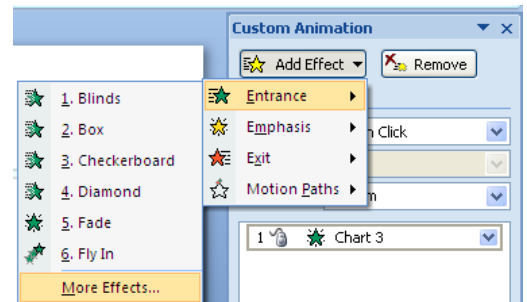 Custom Animation
Add Effect
Remove
Entrance
Emphasis
Exit
Motion Paths
1. Blinds
2. Box
3. Checkerboard
4. Diamond
5. Fade
6. Fly In
More Effects...
Click
1 Chart 3